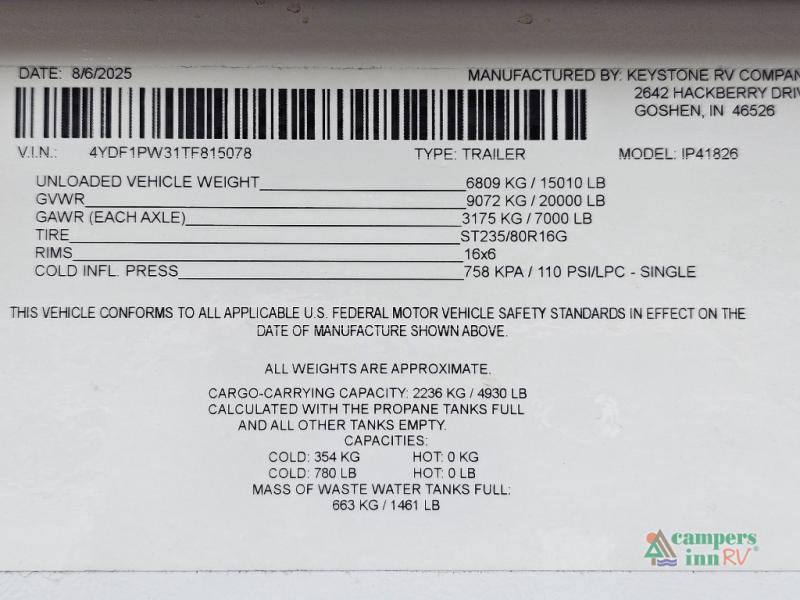 DATE: 8/6/2025
MANUFACTURED BY: KEYSTONE RV COMPAN
2642 HACKBERRY DRIV
GOSHEN, IN 46526
V.I.N.: 4YDF1PW31TF815078 TYPE: TRAILER MODEL: IP41826
UNLOADED VEHICLE WEIGHT 6809 KG / 15010 LB
GVWR 9072 KG / 20000 LB
GAWR (EACH AXLE) 3175 KG / 7000 LB
TIRE ST235/80R16G
RIMS 16x6
COLD INFL. PRESS 758 KPA / 110 PSI/LPC - SINGLE
THIS VEHICLE CONFORMS TO ALL APPLICABLE U.S. FEDERAL MOTOR VEHICLE SAFETY STANDARDS IN EFFECT ON THE
DATE OF MANUFACTURE SHOWN ABOVE.
ALL WEIGHTS ARE APPROXIMATE.
CARGO-CARRYING CAPACITY: 2236 KG / 4930 LB
CALCULATED WITH THE PROPANE TANKS FULL
AND ALL OTHER TANKS EMPTY.
CAPACITIES:
COLD: 354 KG HOT: 0 KG
COLD: 780 LB HOT: 0 LB
MASS OF WASTE WATER TANKS FULL:
663 KG / 1461 LB
campers
inn RV®